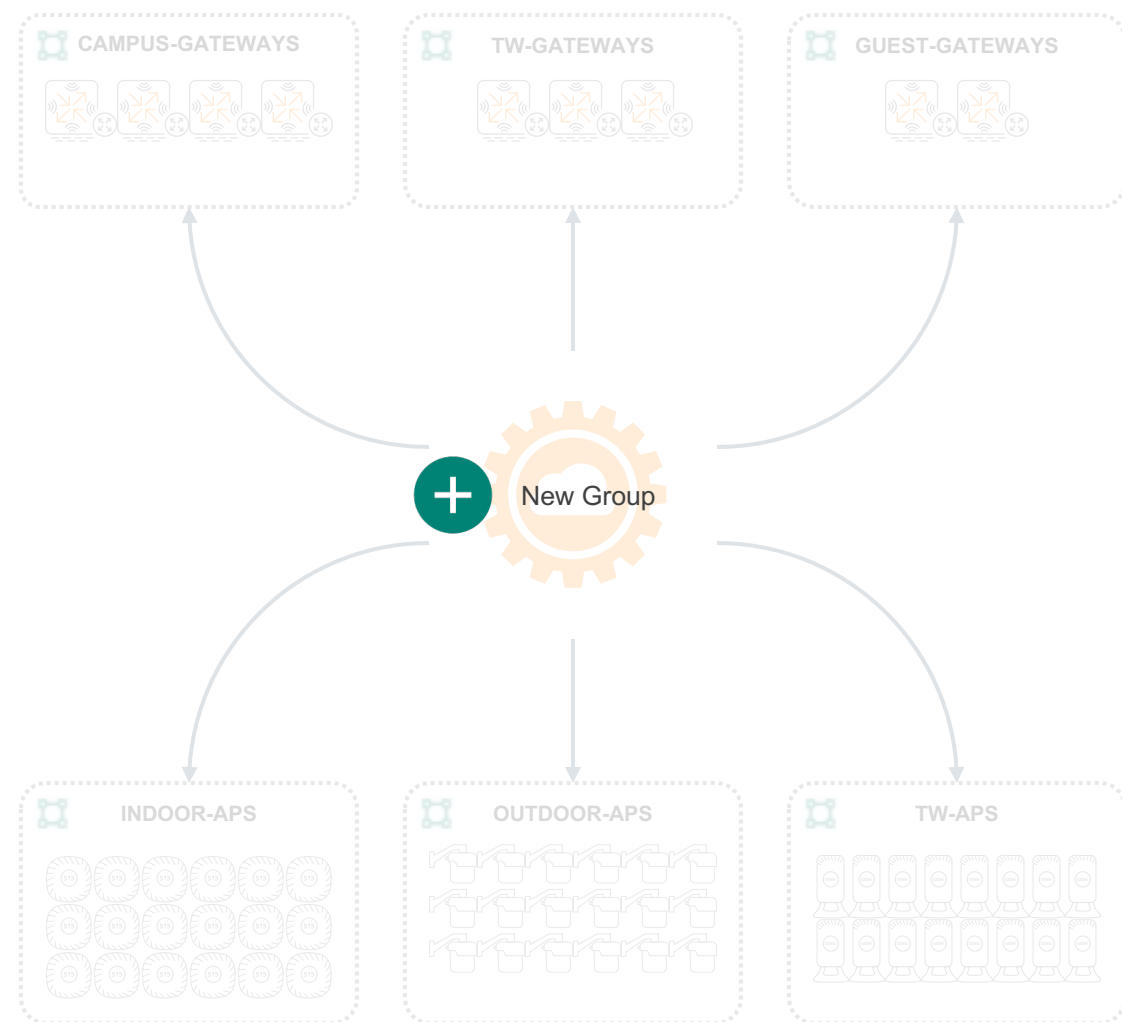 CAMPUS-GATEWAYS
TW-GATEWAYS
GUEST-GATEWAYS
New Group
INDOOR-APS
OUTDOOR-APS
TW-APS